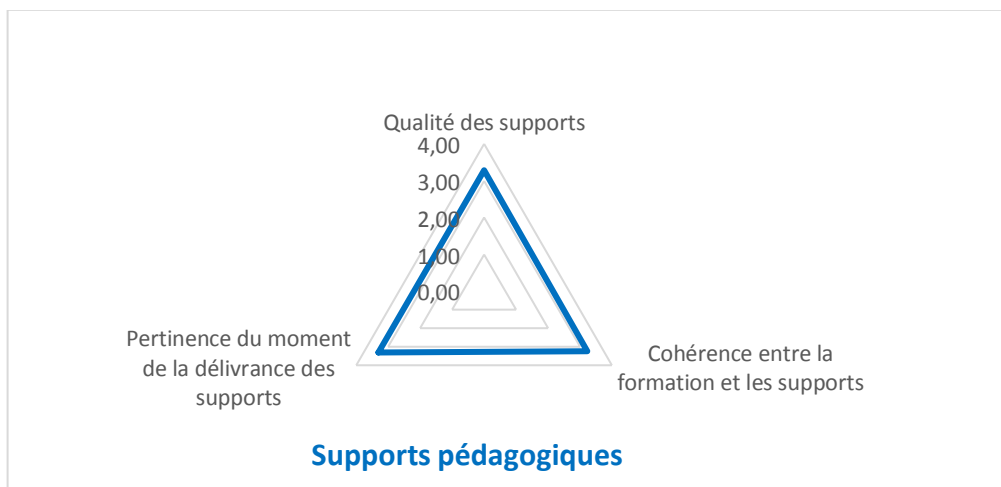 Qualité des supports
4,00
3,00
2,00
1,00
0,00
Pertinence du moment
de la délivrance des
supports
Cohérence entre la
formation et les supports
Supports pédagogiques